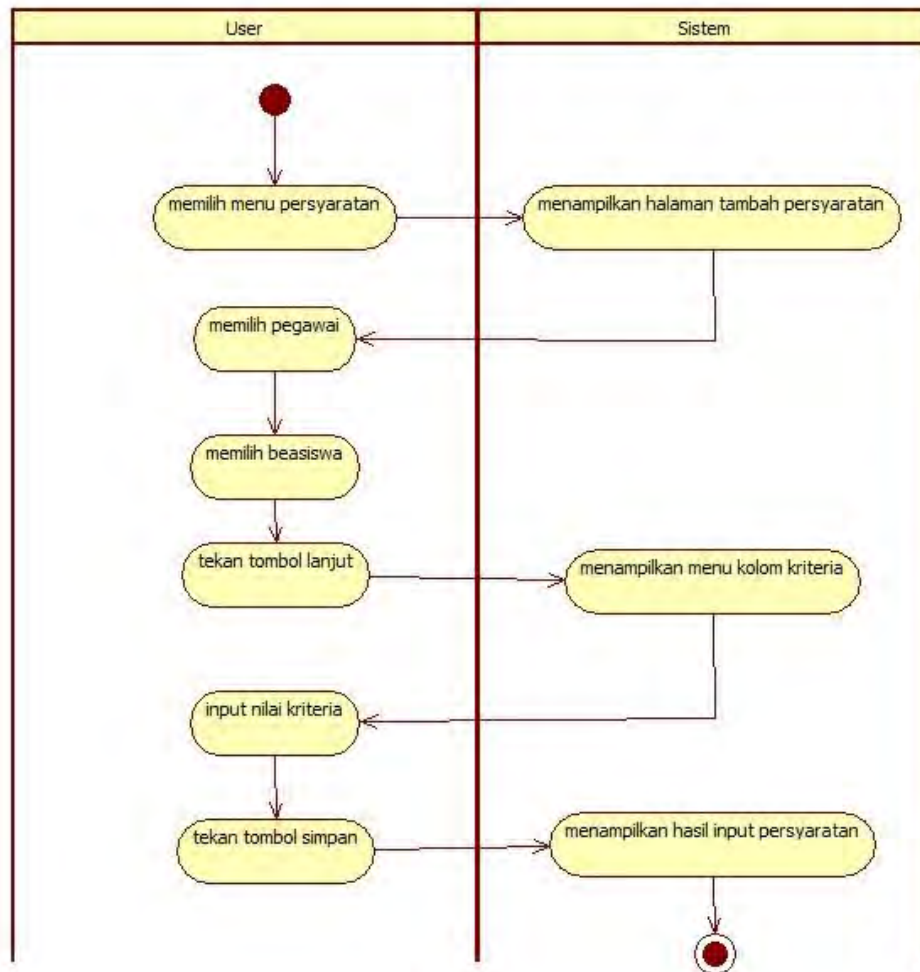 User
Sistem
memilih menu persyaratan
menampilkan halaman tambah persyaratan
memilih pegawai
memilih beasiswa
tekan tombol lanjut
menampilkan menu kolom kriteria
input nilai kriteria
tekan tombol simpan
menampilkan hasil input persyaratan